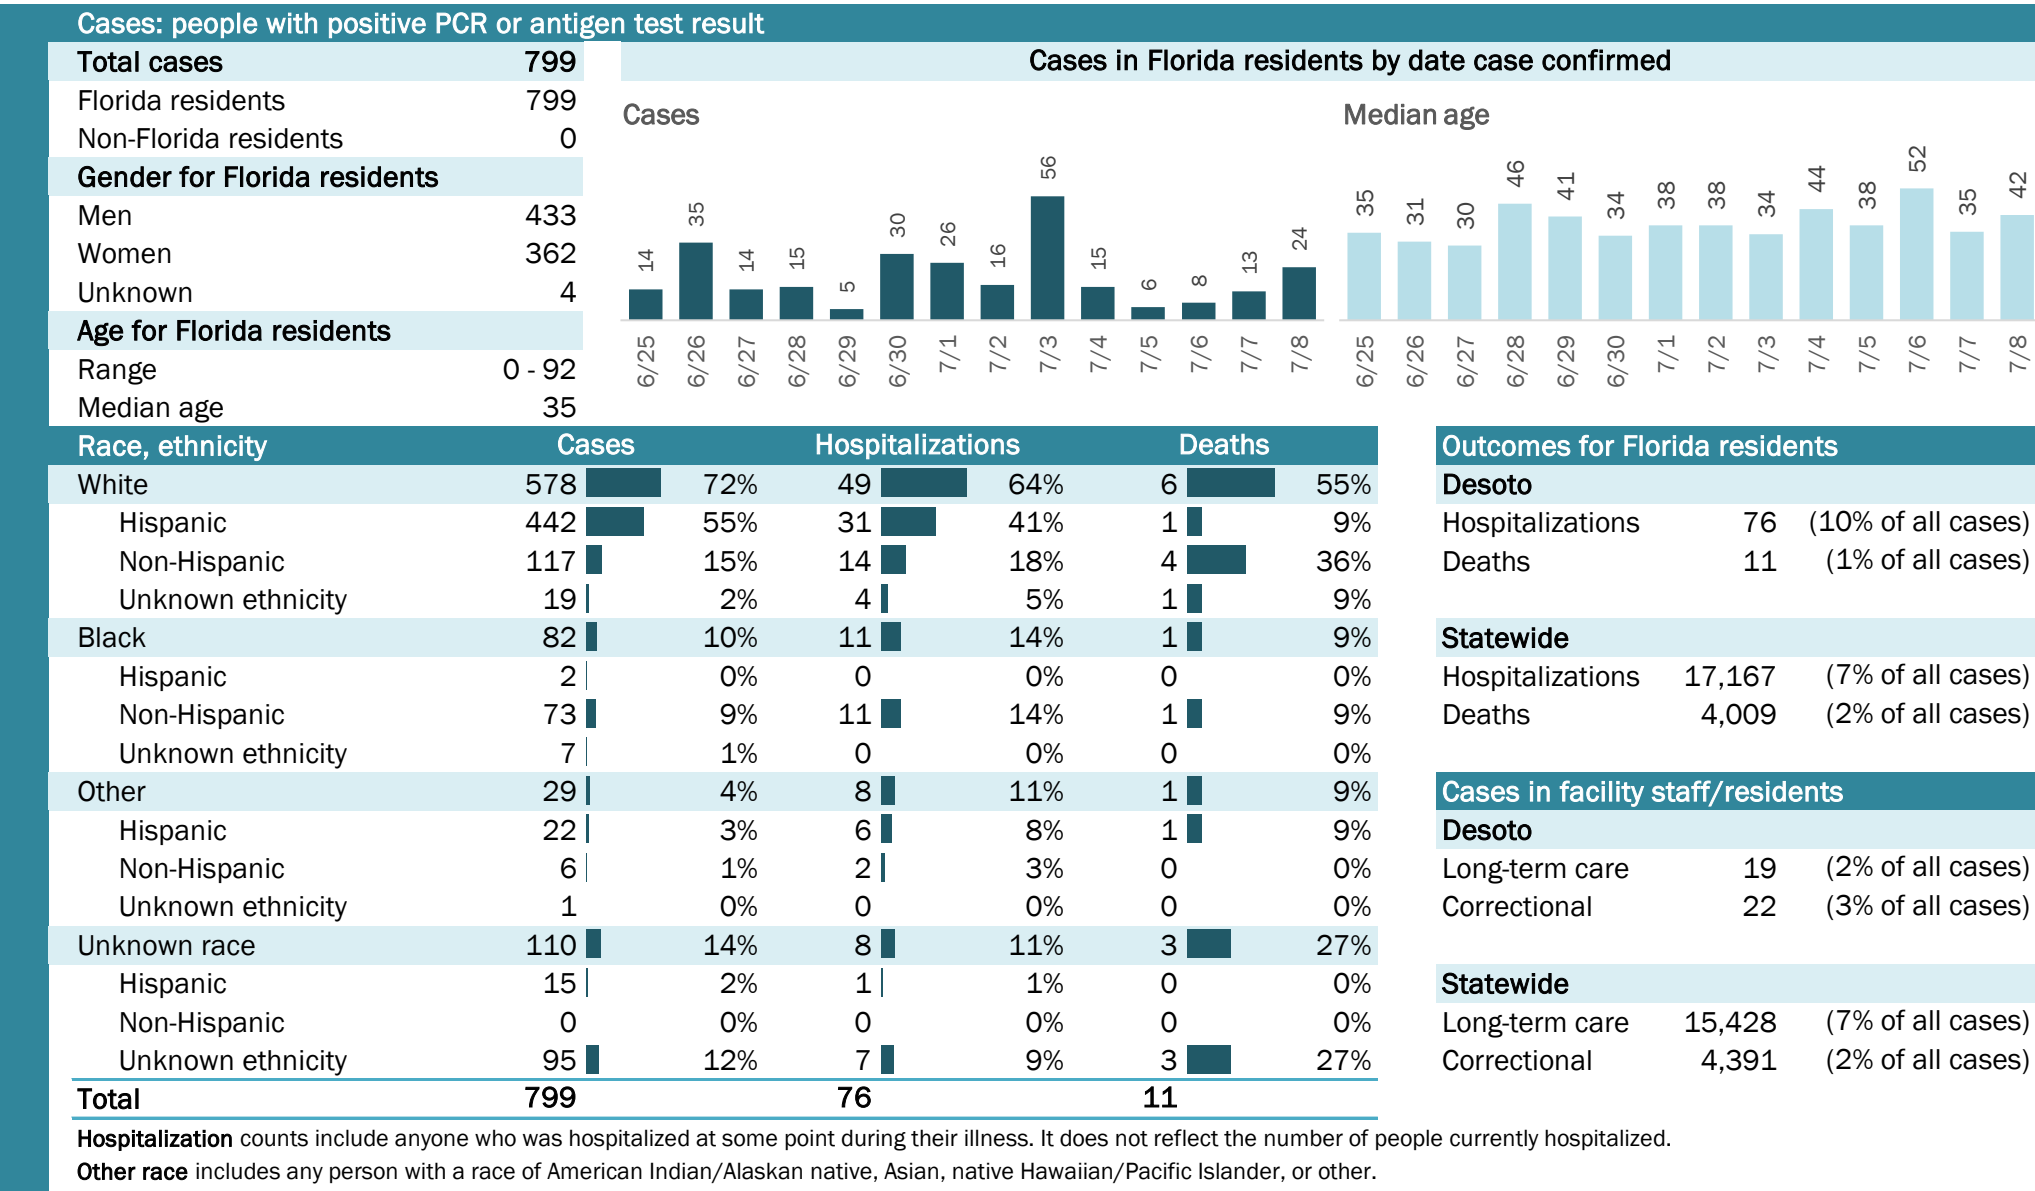 Cases: people with positive PCR or antigen test result
Total cases 799
Florida residents 799
Non-Florida residents 0
Gender for Florida residents
Men 433
Women 362
Unknown 4
Age for Florida residents
Range 0 - 92
Median age 35
Cases in Florida residents by date case confirmed
Cases
14 35 14 15 5 30 26 16 56 15 6 8 13 24
6/25 6/26 6/27 6/28 6/29 6/30 7/1 7/2 7/3 7/4 7/5 7/6 7/7 7/8
Median age
35 31 30 46 41 34 38 38 34 44 38 52 35 42
6/25 6/26 6/27 6/28 6/29 6/30 7/1 7/2 7/3 7/4 7/5 7/6 7/7 7/8
Race, ethnicity Cases Hospitalizations Deaths
White 578 72% 49 64% 6 55%
Hispanic 442 55% 31 41% 1 9%
Non-Hispanic 117 15% 14 18% 4 36%
Unknown ethnicity 19 2% 4 5% 1 9%
Black 82 10% 11 14% 1 9%
Hispanic 2 0% 0 0% 0 0%
Non-Hispanic 73 9% 11 14% 1 9%
Unknown ethnicity 7 1% 0 0% 0 0%
Other 29 4% 8 11% 1 9%
Hispanic 22 3% 6 8% 1 9%
Non-Hispanic 6 1% 2 3% 0 0%
Unknown ethnicity 1 0% 0 0% 0 0%
Unknown race 110 14% 8 11% 3 27%
Hispanic 15 2% 1 1% 0 0%
Non-Hispanic 0 0% 0 0% 0 0%
Unknown ethnicity 95 12% 7 9% 3 27%
Total 799 76 11
Outcomes for Florida residents
Desoto
Hospitalizations 76 (10% of all cases)
Deaths 11 (1% of all cases)
Statewide
Hospitalizations 17,167 (7% of all cases)
Deaths 4,009 (2% of all cases)
Cases in facility staff/residents
Desoto
Long-term care 19 (2% of all cases)
Correctional 22 (3% of all cases)
Statewide
Long-term care 15,428 (7% of all cases)
Correctional 4,391 (2% of all cases)
Hospitalization counts include anyone who was hospitalized at some point during their illness. It does not reflect the number of people currently hospitalized.
Other race includes any person with a race of American Indian/Alaskan native, Asian, native Hawaiian/Pacific Islander, or other.